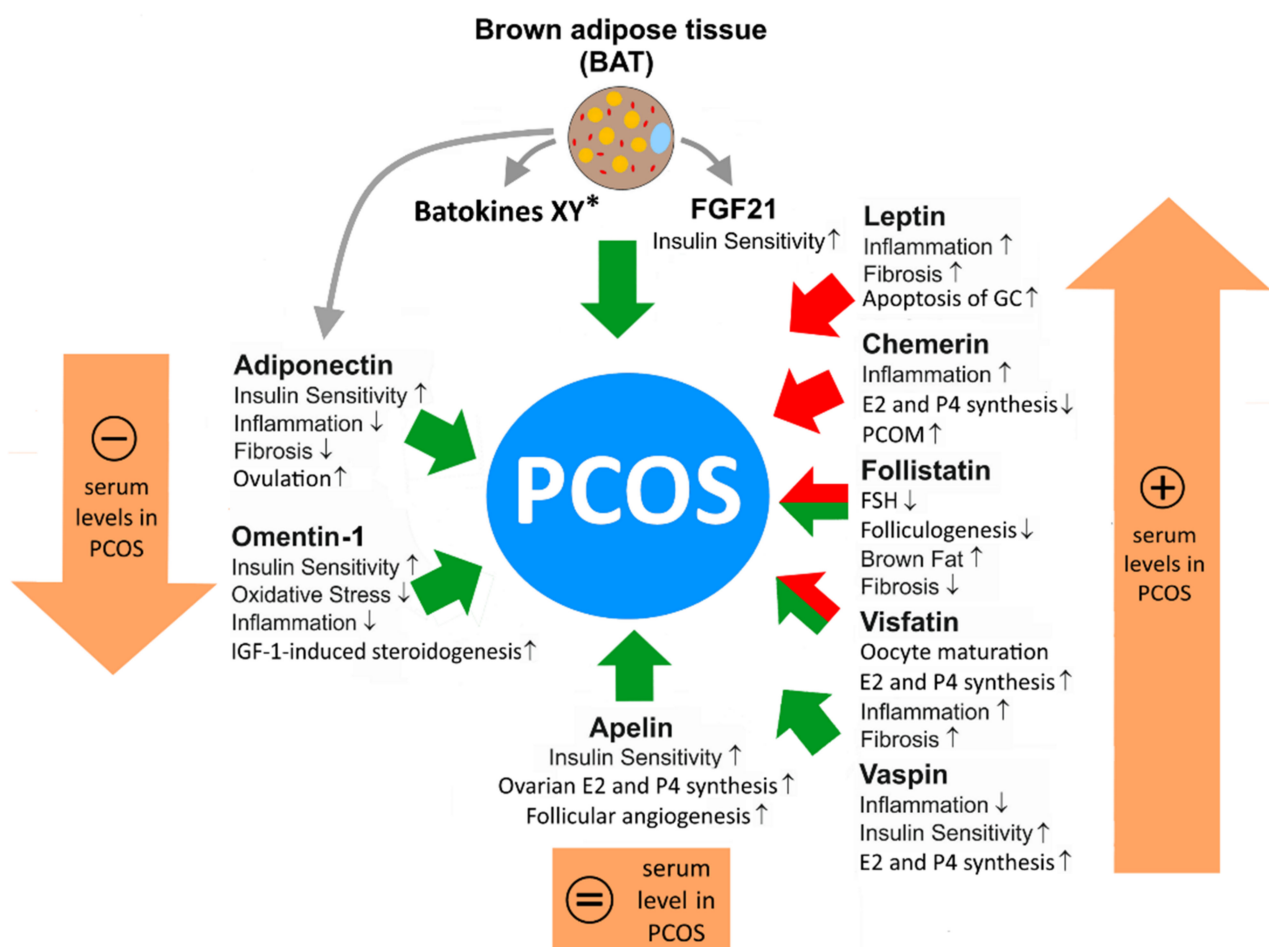 Brown adipose tissue
(BAT)
Batokines XY*
FGF21
Insulin Sensitivity ↑
Leptin
Inflammation ↑
Fibrosis ↑
Apoptosis of GC ↑
Chemerin
Inflammation ↑
E2 and P4 synthesis ↓
PCOM ↑
Follistatin
FSH ↓
Folliculogenesis ↓
Brown Fat ↑
Fibrosis ↓
Visfatin
Oocyte maturation
E2 and P4 synthesis ↑
Inflammation ↑
Fibrosis ↑
Vaspin
Inflammation ↓
Insulin Sensitivity ↑
E2 and P4 synthesis ↑
+
serum
levels in
PCOS
Adiponectin
Insulin Sensitivity ↑
Inflammation ↓
Fibrosis ↓
Ovulation ↑
Omentin-1
Insulin Sensitivity ↑
Oxidative Stress ↓
Inflammation ↓
IGF-1-induced steroidogenesis ↑
−
serum
levels in
PCOS
PCOS
Apelin
Insulin Sensitivity ↑
Ovarian E2 and P4 synthesis ↑
Follicular angiogenesis ↑
=
serum
level in
PCOS